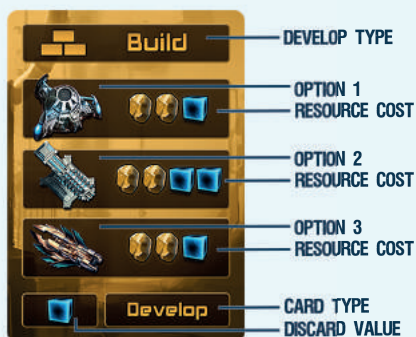 Build
DEVELOP TYPE
OPTION 1
RESOURCE COST
OPTION 2
RESOURCE COST
OPTION 3
RESOURCE COST
Develop
CARD TYPE
DISCARD VALUE